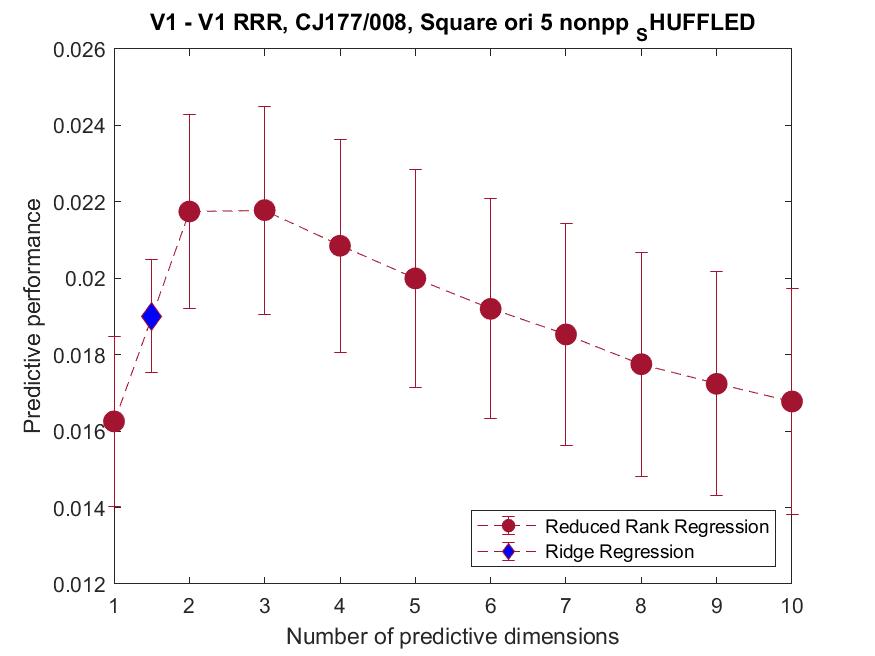 V1 - V1 RRR, CJ177/008, Square ori 5 nonpp SHUFFLED
0.026
0.024
0.022
0.02
0.018
0.016
0.014
0.012
Predictive performance
Reduced Rank Regression
Ridge Regression
1 2 3 4 5 6 7 8 9 10
Number of predictive dimensions